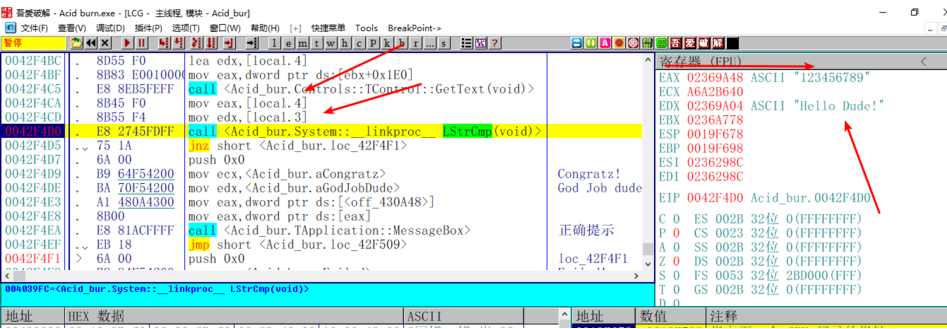 吾爱破解 - Acid burn.exe - [LCG - 主线程, 模块 - Acid_bur]
文件(F) 查看(V) 调试(D) 插件(P) 选项(T) 窗口(W) 帮助(H) [+] 快捷菜单 Tools BreakPoint->
暂停 l e m t w h c p k b r ... s 吾 爱 破 解
0042F4BC . 8D55 F0 lea edx,[local.4]
0042F4BF . 8B83 E0010000 mov eax,dword ptr ds:[ebx+0x1E0]
0042F4C5 . E8 8EB5FEFF call <Acid_bur.Controls::TControl::GetText(void)>
0042F4CA . 8B45 F0 mov eax,[local.4]
0042F4CD . 8B55 F4 mov edx,[local.3]
0042F4D0 . E8 2745FDFF call <Acid_bur.System::__linkproc__ LStrCmp(void)>
0042F4D5 . 75 1A jnz short <Acid_bur.loc_42F4F1>
0042F4D7 . 6A 00 push 0x0
0042F4D9 . B9 64F54200 mov ecx,<Acid_bur.aCongratz> Congratz!
0042F4DE . BA 70F54200 mov edx,<Acid_bur.aGodJobDude> God Job dude
0042F4E3 . A1 480A4300 mov eax,dword ptr ds:[<off_430A48>]
0042F4E8 . 8B00 mov eax,dword ptr ds:[eax]
0042F4EA . E8 81ACFFFF call <Acid_bur.TApplication::MessageBox> 正确提示
0042F4EF . EB 18 jmp short <Acid_bur.loc_42F509>
0042F4F1 > 6A 00 push 0x0 loc_42F4F1
004039FC=<Acid_bur.System::__linkproc__ LStrCmp(void)>
寄存器 (FPU)
EAX 02369A48 ASCII "123456789"
ECX A6A2B640
EDX 02369A04 ASCII "Hello Dude!"
EBX 0236A778
ESP 0019F678
EBP 0019F698
ESI 0236298C
EDI 0236298C
EIP 0042F4D0 Acid_bur.0042F4D0
C 0 ES 002B 32位 0(FFFFFFFF)
P 0 CS 0023 32位 0(FFFFFFFF)
A 0 SS 002B 32位 0(FFFFFFFF)
Z 0 DS 002B 32位 0(FFFFFFFF)
S 0 FS 0053 32位 2BD000(FFF)
T 0 GS 002B 32位 0(FFFFFFFF)
D 0
地址 HEX 数据 ASCII 地址 数值 注释